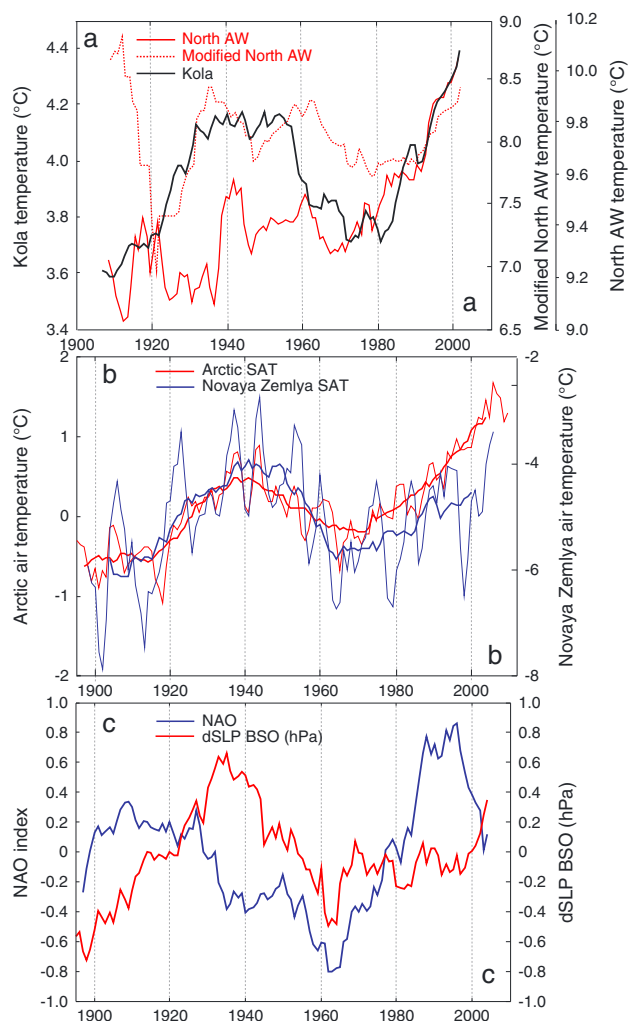 a
North AW
Modified North AW
Kola
4.4
4.2
4.0
3.8
3.6
3.4
Kola temperature (°C)
9.0
8.5
8.0
7.5
7.0
6.5
Modified North AW temperature (°C)
10.2
10.0
9.8
9.6
9.4
9.2
9.0
North AW temperature (°C)
a
1900 1920 1940 1960 1980 2000
b
Arctic SAT
Novaya Zemlya SAT
2
1
0
-1
-2
Arctic air temperature (°C)
-2
-4
-6
-8
Novaya Zemlya air temperature (°C)
b
1900 1920 1940 1960 1980 2000
c
NAO
dSLP BSO (hPa)
1.0
0.8
0.6
0.4
0.2
0
-0.2
-0.4
-0.6
-0.8
-1.0
NAO index
1.0
0.8
0.6
0.4
0.2
0
-0.2
-0.4
-0.6
-0.8
-1.0
dSLP BSO (hPa)
c
1900 1920 1940 1960 1980 2000